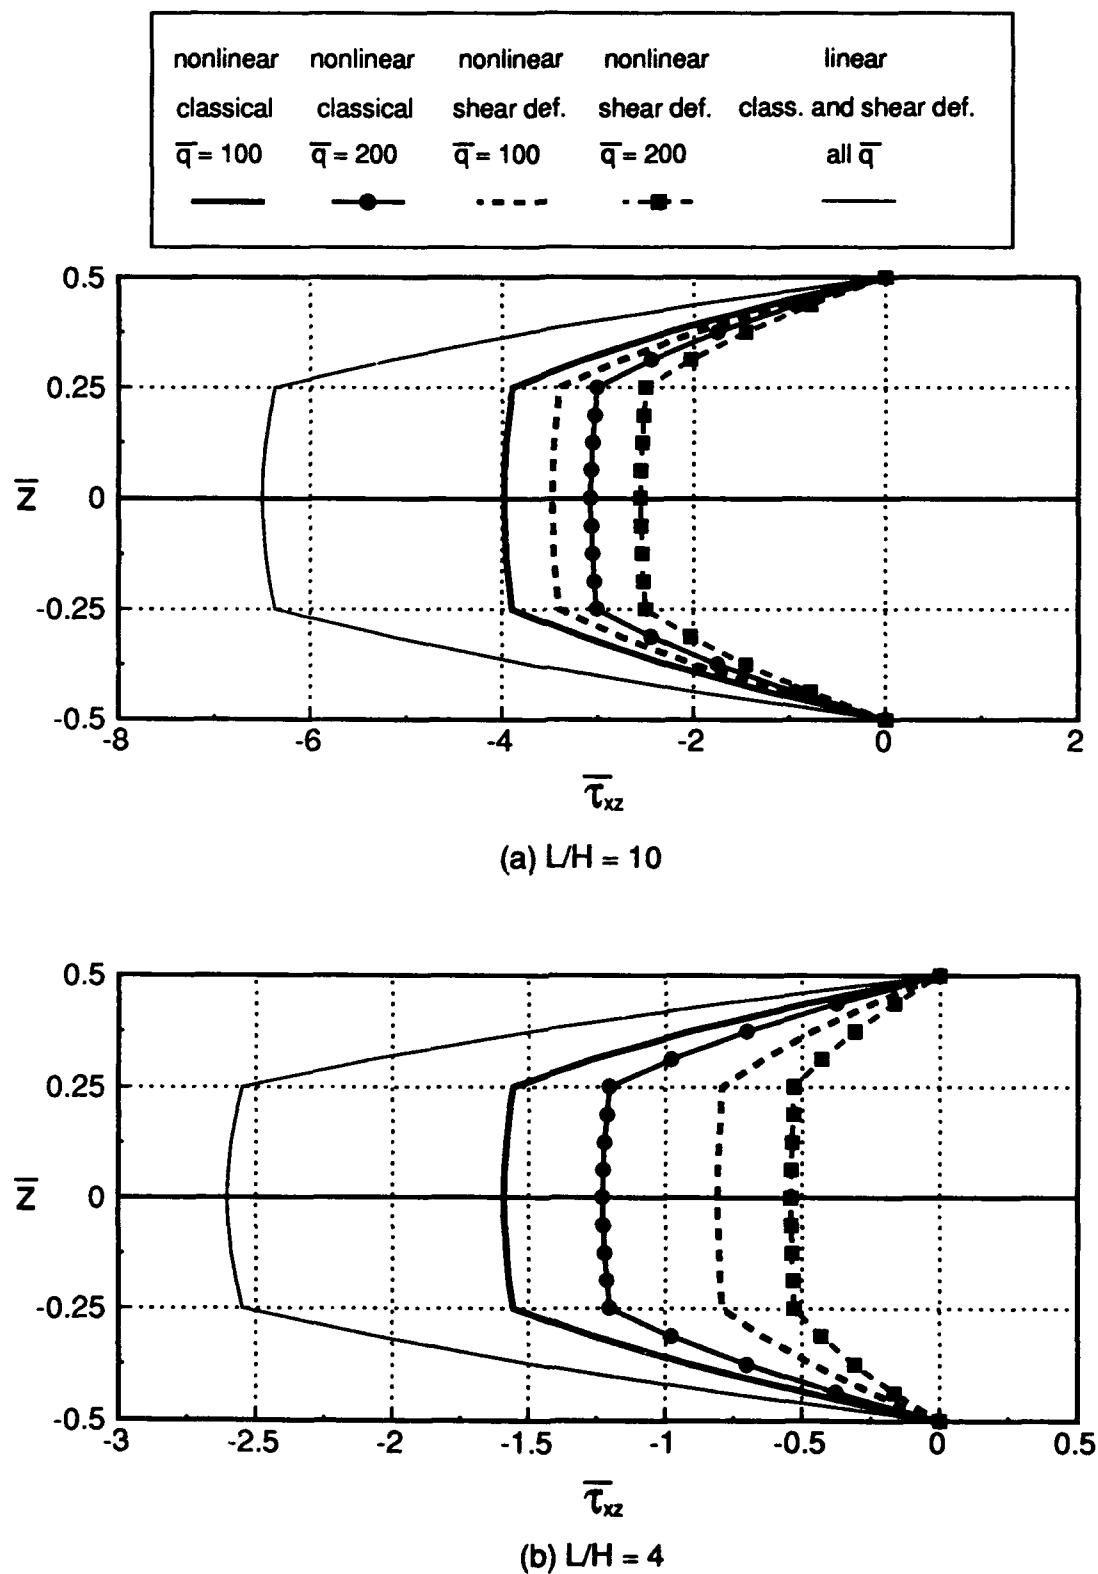 nonlinear nonlinear nonlinear nonlinear linear
classical classical shear def. shear def. class. and shear def.
q̅ = 100 q̅ = 200 q̅ = 100 q̅ = 200 all q̅
0.5
0.25
z̅ 0
-0.25
-0.5
-8 -6 -4 -2 0 2
τ̅xz
(a) L/H = 10
0.5
0.25
z̅ 0
-0.25
-0.5
-3 -2.5 -2 -1.5 -1 -0.5 0 0.5
τ̅xz
(b) L/H = 4